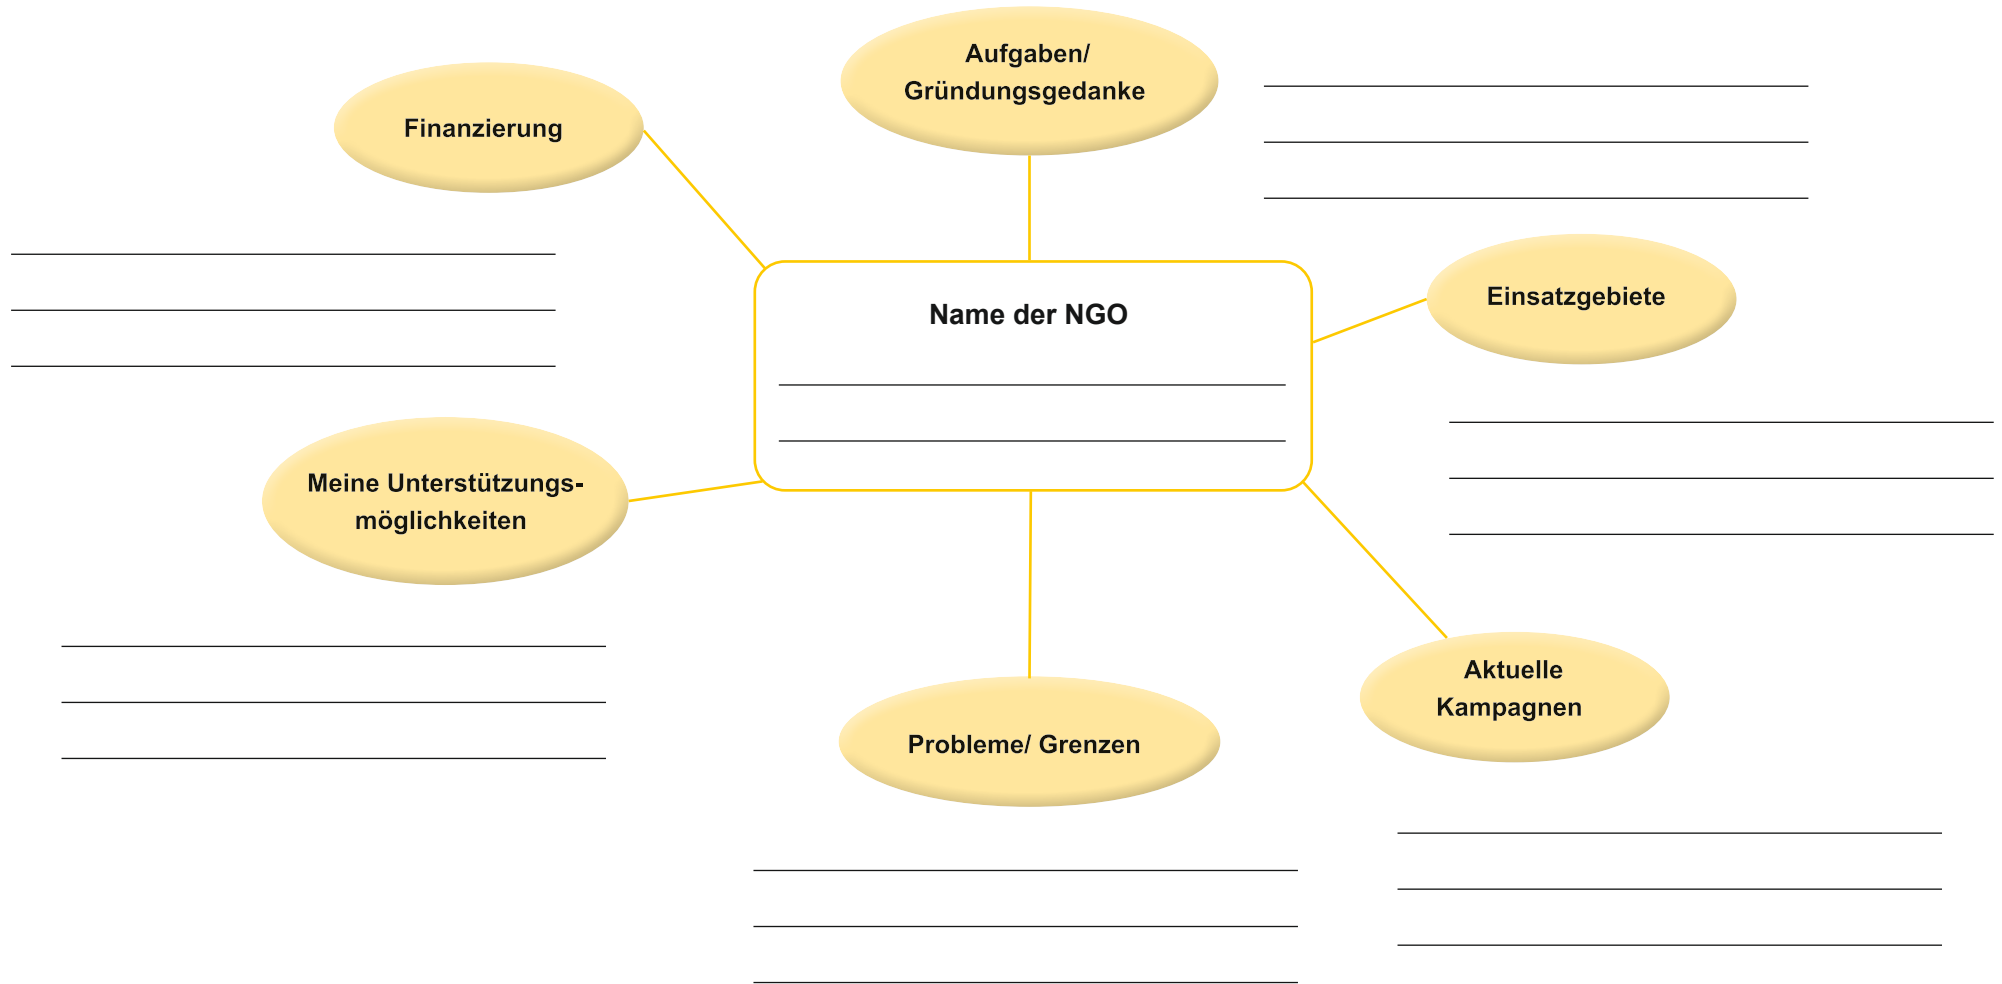 Aufgaben/
Gründungsgedanke
Finanzierung
Einsatzgebiete
Name der NGO
Meine Unterstützungs-
möglichkeiten
Aktuelle
Kampagnen
Probleme/ Grenzen